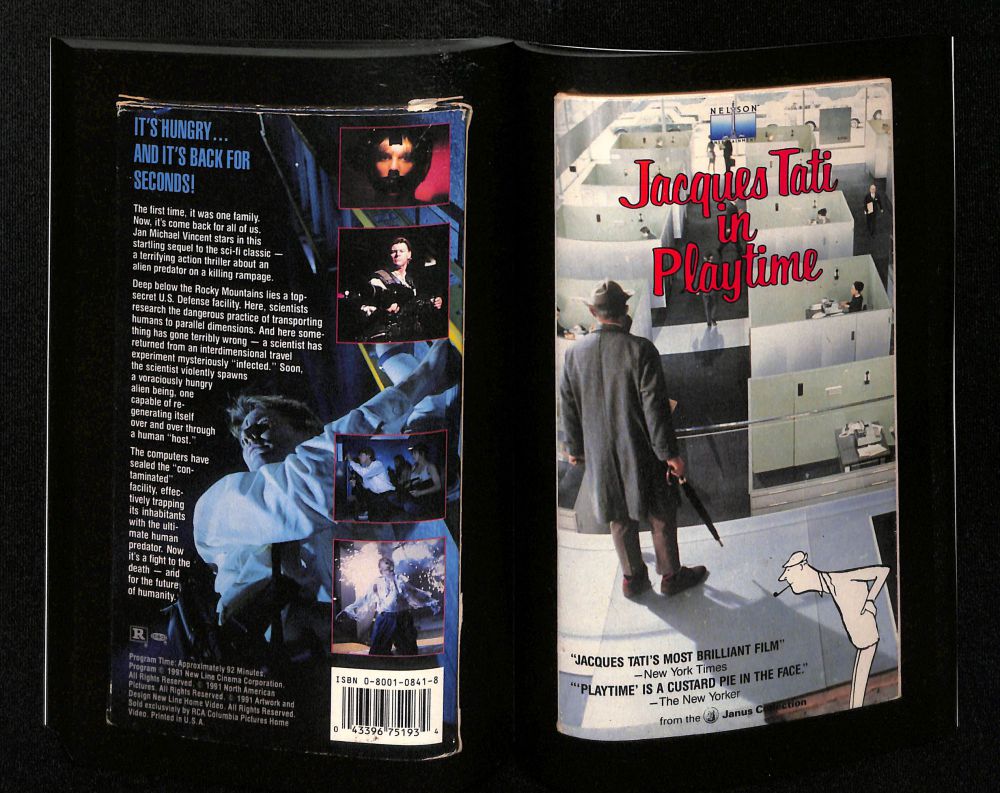 IT'S HUNGRY...
AND IT'S BACK FOR
SECONDS!
The first time, it was one family.
Now, it's come back for all of us.
Jan Michael Vincent stars in this
startling sequel to the sci-fi classic —
a terrifying action thriller about an
alien predator on a killing rampage.
Deep below the Rocky Mountains lies a top-
secret U.S. Defense facility. Here, scientists
research the dangerous practice of transporting
humans to parallel dimensions. And here some-
thing has gone terribly wrong — a scientist has
returned from an interdimensional travel
experiment mysteriously "infected." Soon,
the scientist violently spawns
a voraciously hungry
alien being, one
capable of re-
generating itself
over and over through
a human "host."
The computers have
sealed the "con-
taminated"
facility, effec-
tively trapping
its inhabitants
with the ulti-
mate human
predator. Now
it's a fight to the
death — and
for the future
of humanity.
R
Program Time: Approximately 92 Minutes.
Program © 1991 New Line Cinema Corporation.
All Rights Reserved. © 1991 North American
Pictures. All Rights Reserved. © 1991 Artwork and
Design New Line Home Video. All Rights Reserved.
Sold exclusively by RCA Columbia Pictures Home
Video. Printed in U.S.A.
ISBN 0-8001-0841-8
0 43396 75193 4
NELSON
Jacques Tati
in
Playtime
"JACQUES TATI'S MOST BRILLIANT FILM"
—New York Times
"'PLAYTIME' IS A CUSTARD PIE IN THE FACE."
—The New Yorker
from the Janus Collection